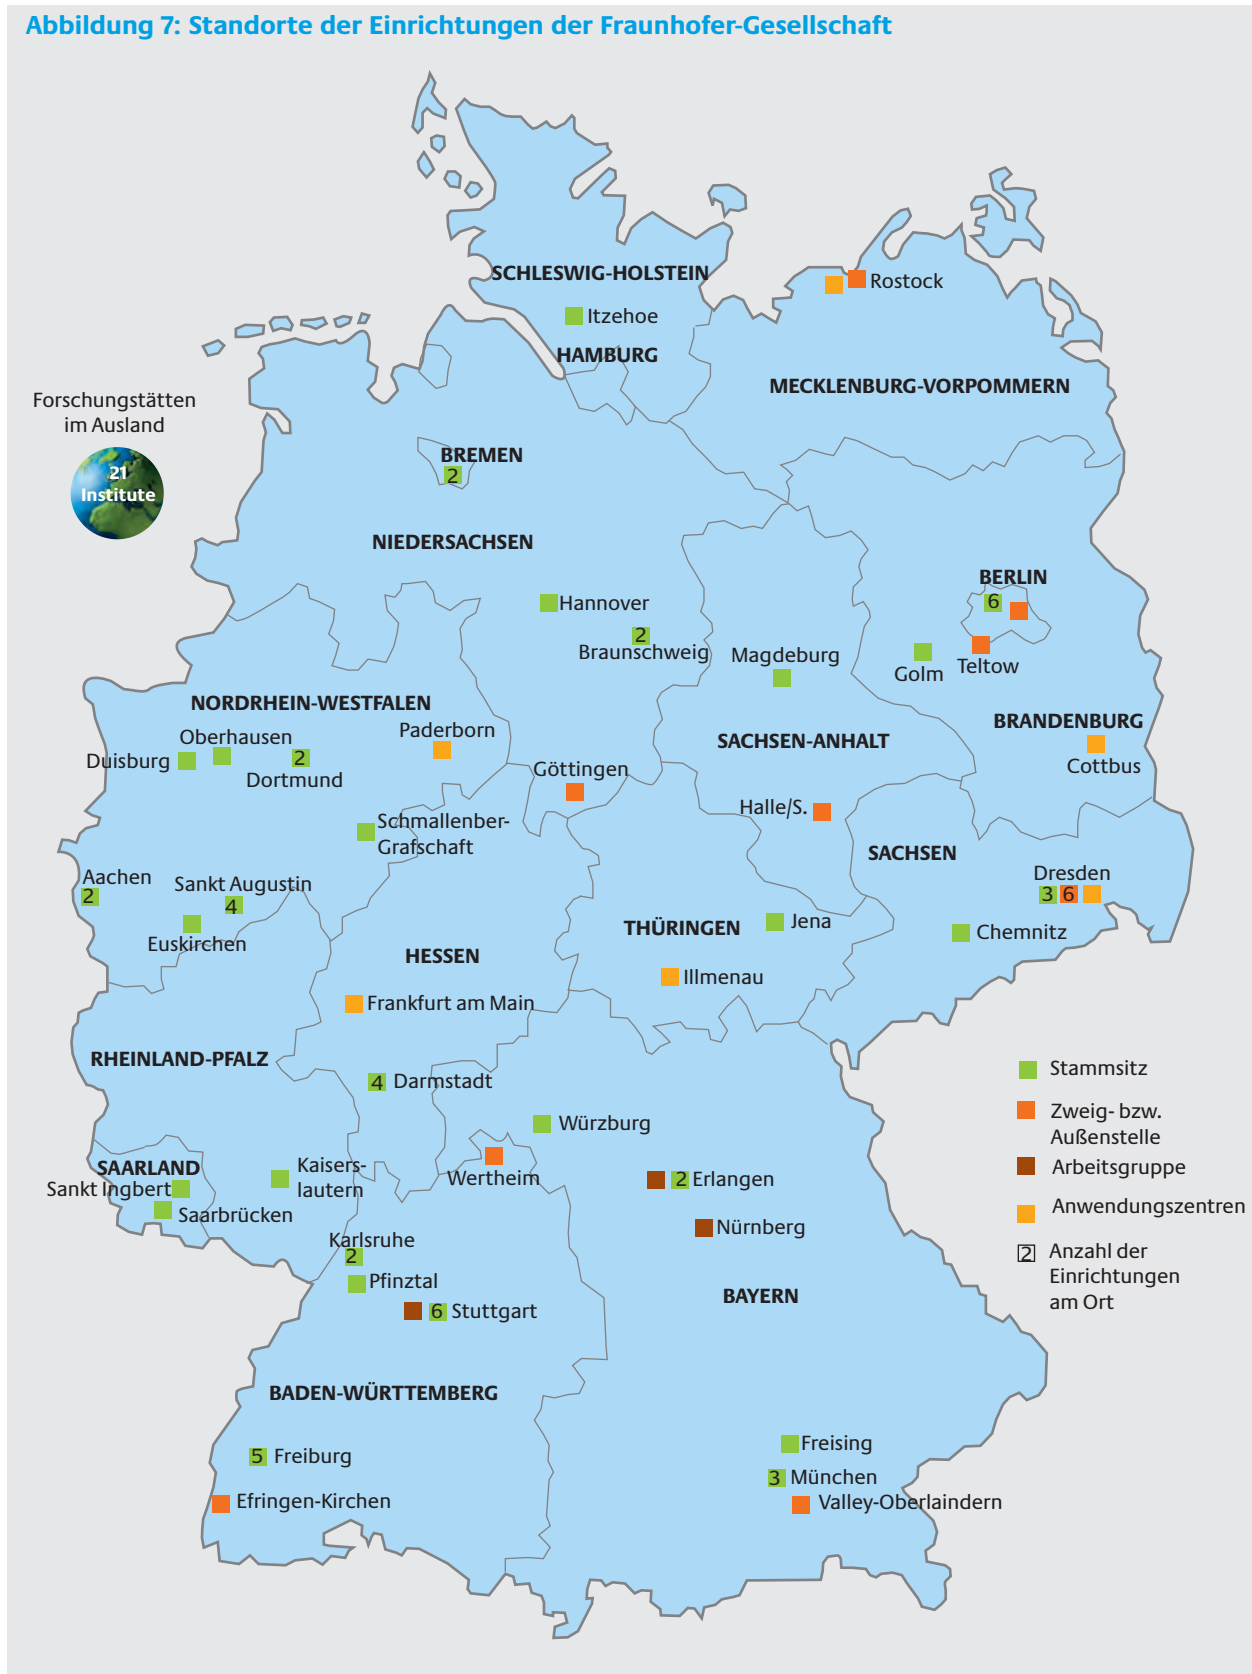 Abbildung 7: Standorte der Einrichtungen der Fraunhofer-Gesellschaft
SCHLESWIG-HOLSTEIN
Rostock
Itzehoe
HAMBURG
MECKLENBURG-VORPOMMERN
Forschungstätten
im Ausland
21
Institute
BREMEN
2
NIEDERSACHSEN
BERLIN
6
Hannover
2
Braunschweig
Magdeburg
Golm
Teltow
NORDRHEIN-WESTFALEN
Paderborn
Oberhausen
Duisburg
2
Dortmund
SACHSEN-ANHALT
BRANDENBURG
Cottbus
Göttingen
Halle/S.
Schmallenber-
Grafschaft
SACHSEN
Aachen
2
Sankt Augustin
4
Euskirchen
Dresden
3 6
Chemnitz
THÜRINGEN
Jena
HESSEN
Illmenau
Frankfurt am Main
RHEINLAND-PFALZ
4 Darmstadt
Würzburg
SAARLAND
Sankt Ingbert
Saarbrücken
Kaisers-
lautern
Wertheim
2 Erlangen
Nürnberg
Karlsruhe
2
Pfinztal
6 Stuttgart
BAYERN
BADEN-WÜRTTEMBERG
5 Freiburg
Efringen-Kirchen
Freising
3 München
Valley-Oberlaindern
Stammsitz
Zweig- bzw.
Außenstelle
Arbeitsgruppe
Anwendungszentren
2 Anzahl der
Einrichtungen
am Ort